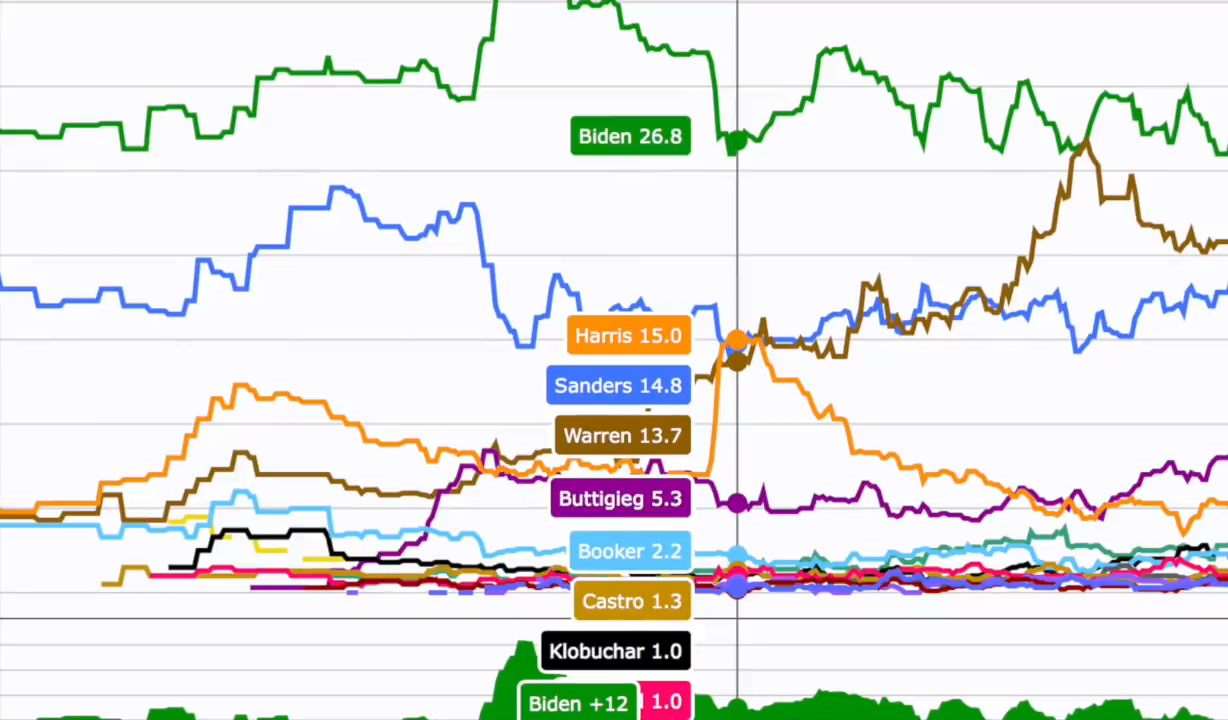 Biden 26.8
Harris 15.0
Sanders 14.8
Warren 13.7
Buttigieg 5.3
Booker 2.2
Castro 1.3
Klobuchar 1.0
Biden +12
1.0